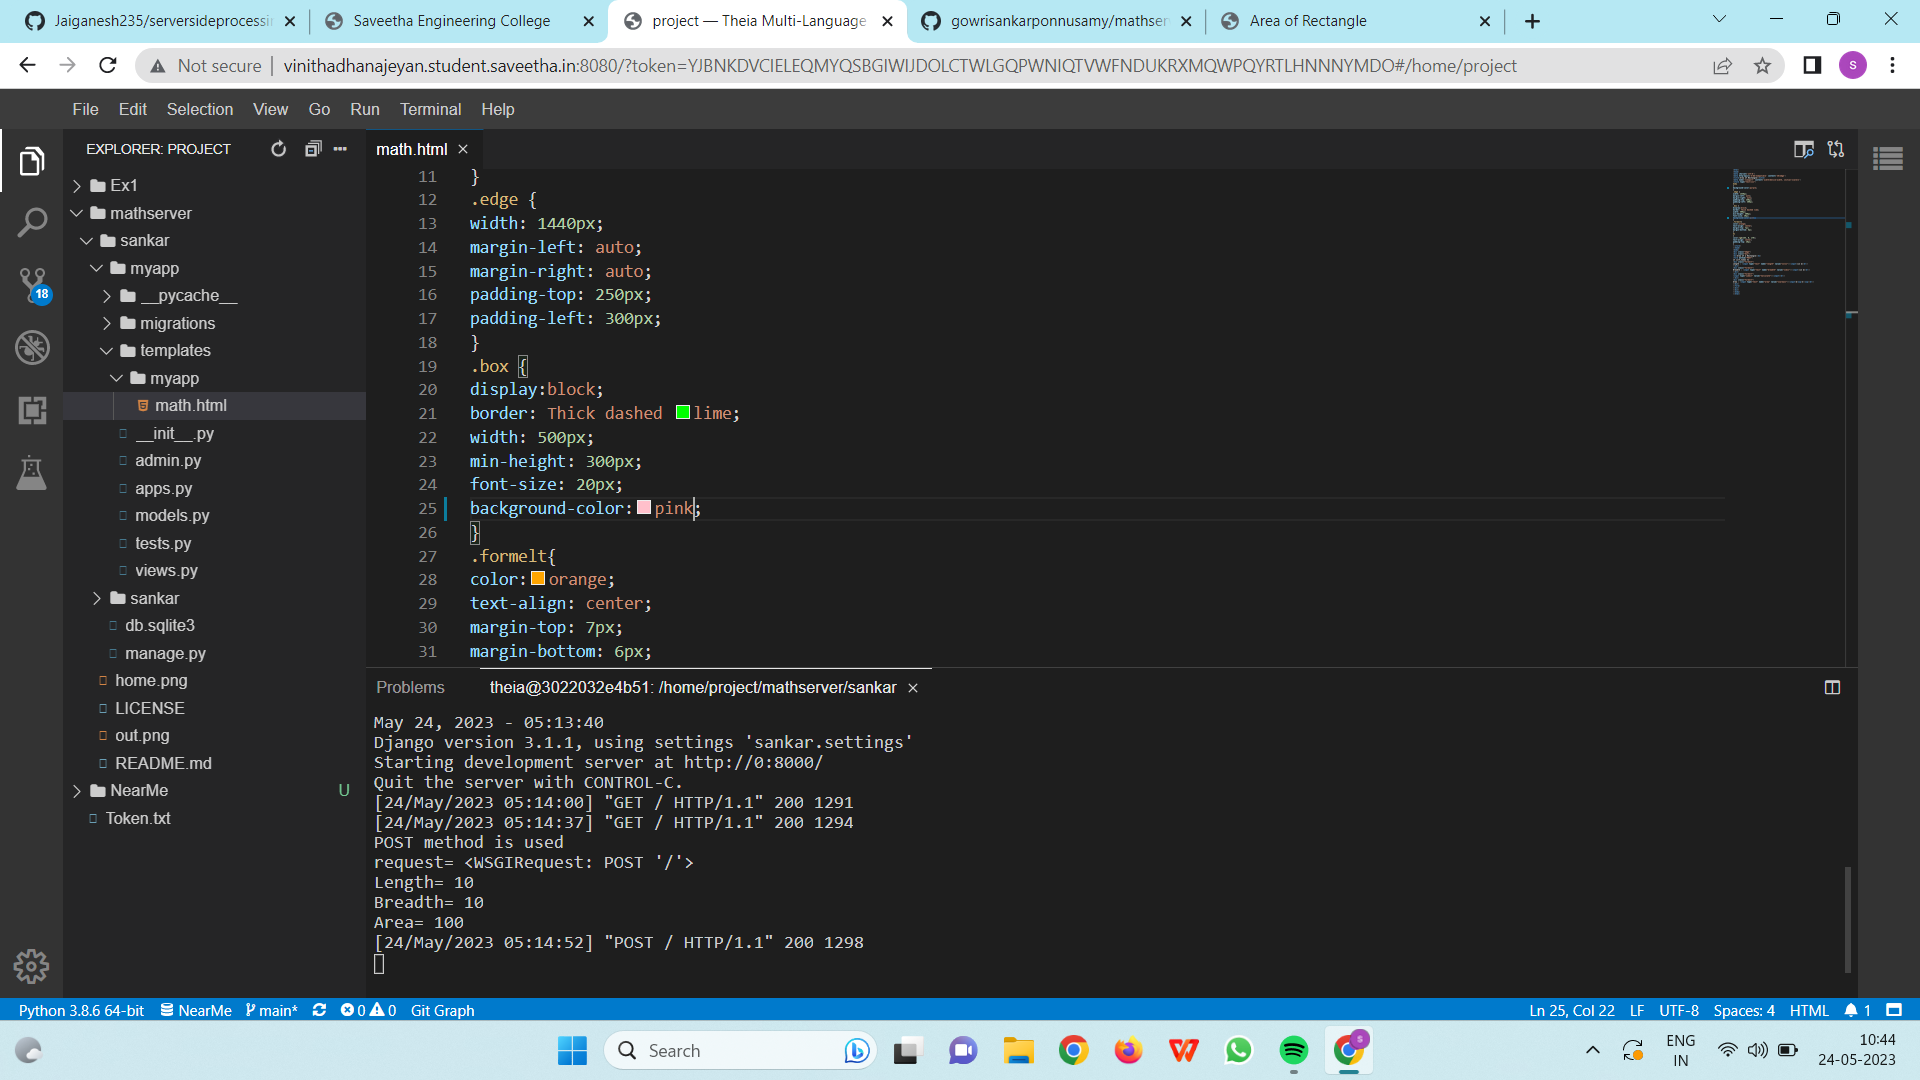 Jaiganesh235/serversideprocessin
Saveetha Engineering College
project — Theia Multi-Language
gowrisankarponnusamy/mathser
Area of Rectangle
Not secure
vinithadhanajeyan.student.saveetha.in:8080/?token=YJBNKDVCIELEQMYQSBGIWIJDOLCTWLGQPWNIQTVWFNDUKRXMQWPQYRTLHNNNYMDO#/home/project
s
File Edit Selection View Go Run Terminal Help
EXPLORER: PROJECT
18
Ex1
mathserver
sankar
myapp
__pycache__
migrations
templates
myapp
math.html
__init__.py
admin.py
apps.py
models.py
tests.py
views.py
sankar
db.sqlite3
manage.py
home.png
LICENSE
out.png
README.md
NearMe U
Token.txt
math.html
11 }
12 .edge {
13 width: 1440px;
14 margin-left: auto;
15 margin-right: auto;
16 padding-top: 250px;
17 padding-left: 300px;
18 }
19 .box {
20 display:block;
21 border: Thick dashed lime;
22 width: 500px;
23 min-height: 300px;
24 font-size: 20px;
25 background-color: pink;
26 }
27 .formelt{
28 color: orange;
29 text-align: center;
30 margin-top: 7px;
31 margin-bottom: 6px;
Problems theia@3022032e4b51: /home/project/mathserver/sankar
May 24, 2023 - 05:13:40
Django version 3.1.1, using settings 'sankar.settings'
Starting development server at http://0:8000/
Quit the server with CONTROL-C.
[24/May/2023 05:14:00] "GET / HTTP/1.1" 200 1291
[24/May/2023 05:14:37] "GET / HTTP/1.1" 200 1294
POST method is used
request= <WSGIRequest: POST '/'>
Length= 10
Breadth= 10
Area= 100
[24/May/2023 05:14:52] "POST / HTTP/1.1" 200 1298
Python 3.8.6 64-bit NearMe main* 0 0 Git Graph
Ln 25, Col 22 LF UTF-8 Spaces: 4 HTML 1
Search
ENG
IN
10:44
24-05-2023